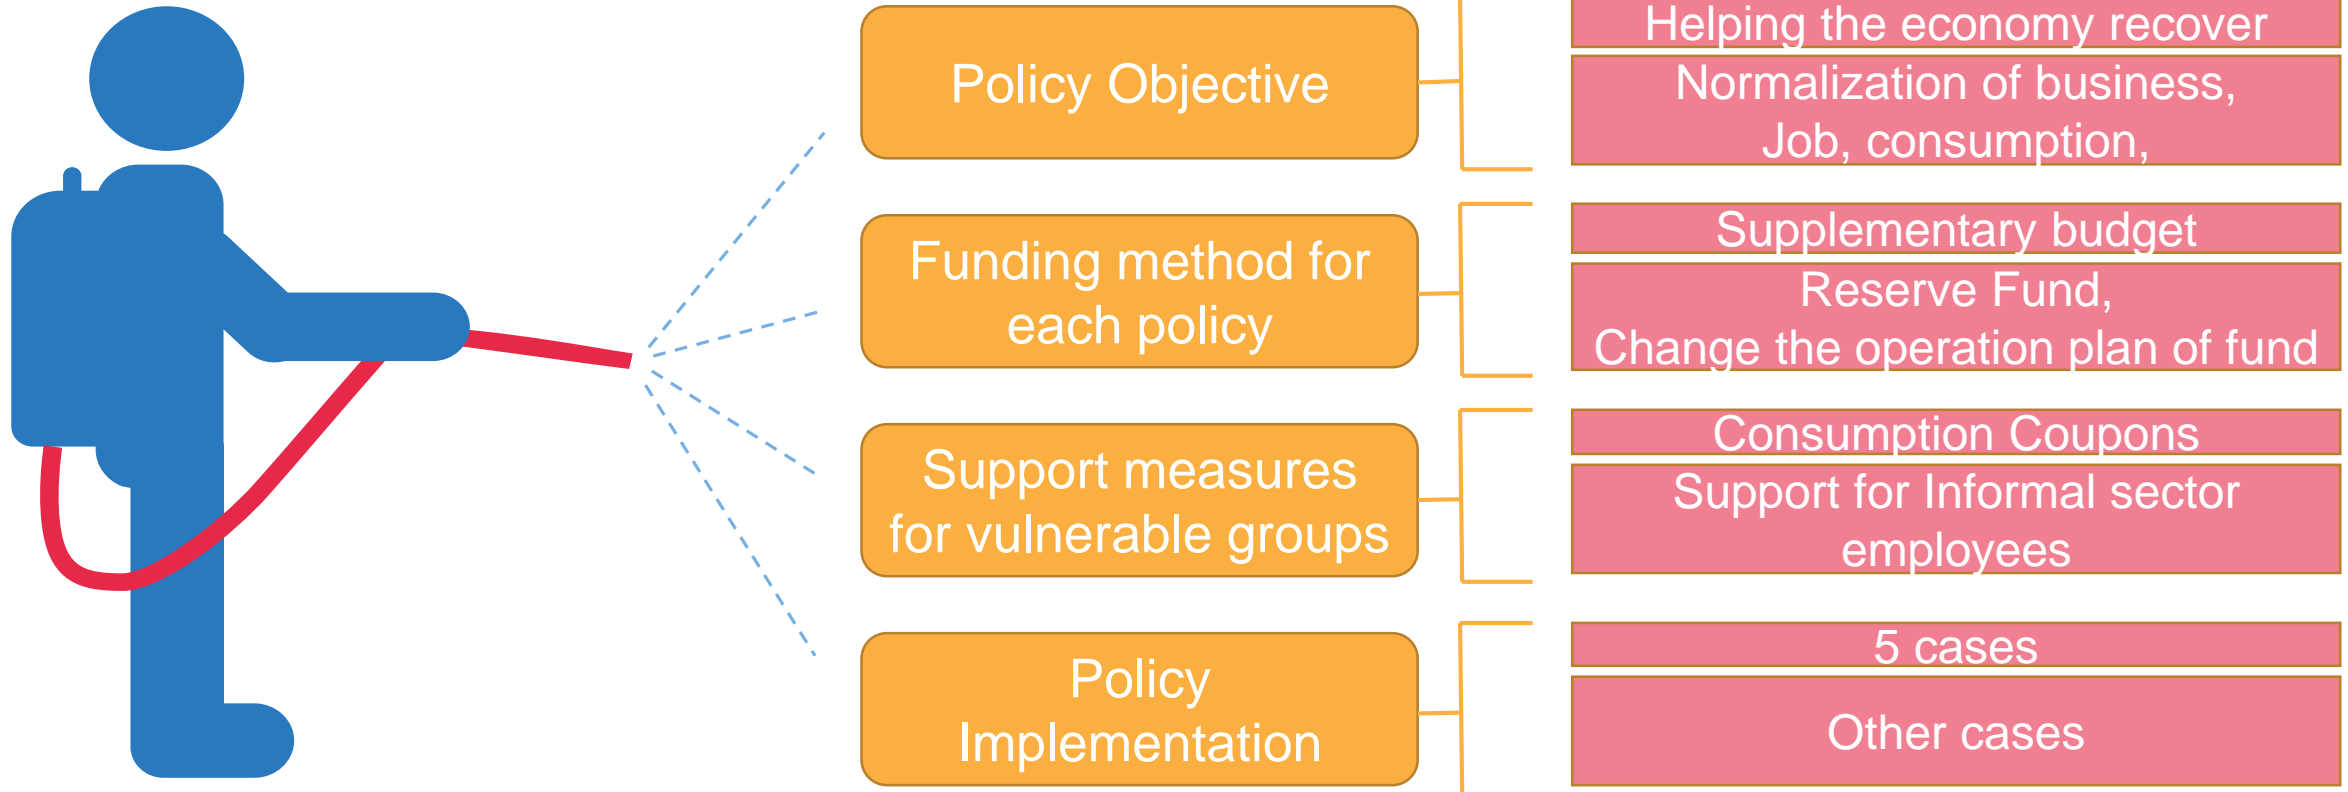 Policy Objective
Helping the economy recover
Normalization of business,
Job, consumption,
Funding method for
each policy
Supplementary budget
Reserve Fund,
Change the operation plan of fund
Support measures
for vulnerable groups
Consumption Coupons
Support for Informal sector
employees
Policy
Implementation
5 cases
Other cases